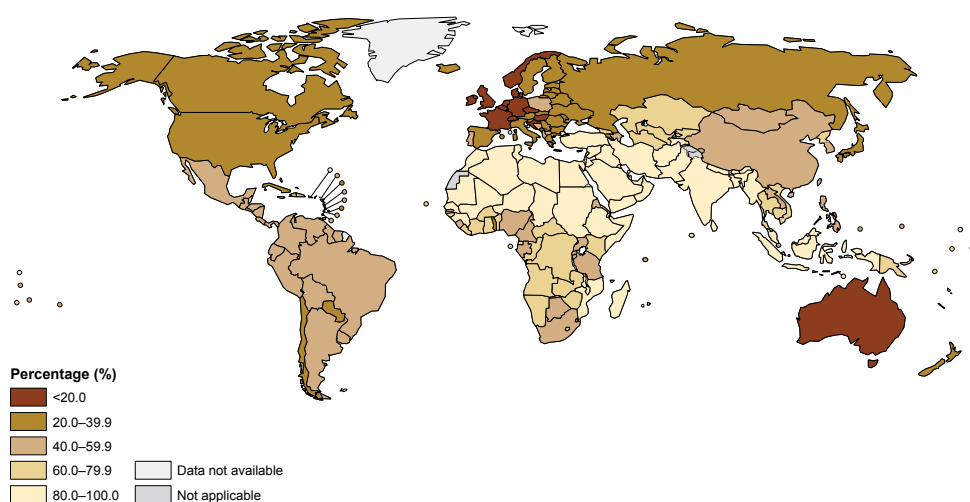 Percentage (%)
<20.0
20.0–39.9
40.0–59.9
60.0–79.9
80.0–100.0
Data not available
Not applicable